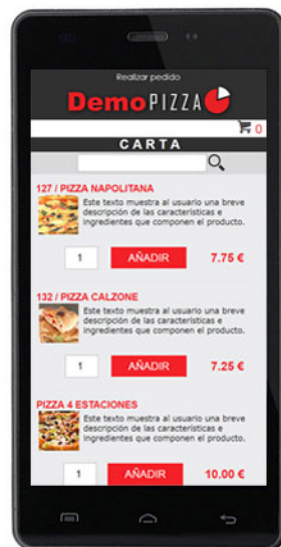 Realizar pedido
DemoPIZZA
0
CARTA
127 / PIZZA NAPOLITANA
Este texto muestra al usuario una breve
descripción de las características e
ingredientes que componen el producto.
1 AÑADIR 7.75 €
132 / PIZZA CALZONE
Este texto muestra al usuario una breve
descripción de las características e
ingredientes que componen el producto.
1 AÑADIR 7.25 €
PIZZA 4 ESTACIONES
Este texto muestra al usuario una breve
descripción de las características e
ingredientes que componen el producto.
1 AÑADIR 10.00 €